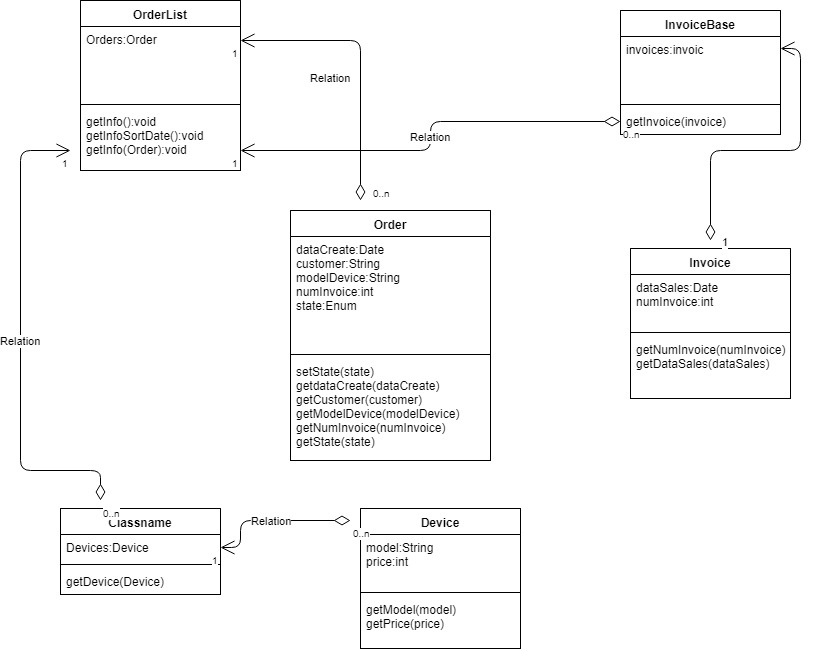 OrderList
Orders:Order
1
getInfo():void
getInfoSortDate():void
getInfo(Order):void
1
1
Relation
Relation
InvoiceBase
invoices:invoic
getInvoice(invoice)
0..n
0..n
Order
dataCreate:Date
customer:String
modelDevice:String
numInvoice:int
state:Enum
setState(state)
getdataCreate(dataCreate)
getCustomer(customer)
getModelDevice(modelDevice)
getNumInvoice(numInvoice)
getState(state)
1
Invoice
dataSales:Date
numInvoice:int
getNumInvoice(numInvoice)
getDataSales(dataSales)
Relation
0..n
Classname
Devices:Device
1
getDevice(Device)
Relation
0..n
Device
model:String
price:int
getModel(model)
getPrice(price)